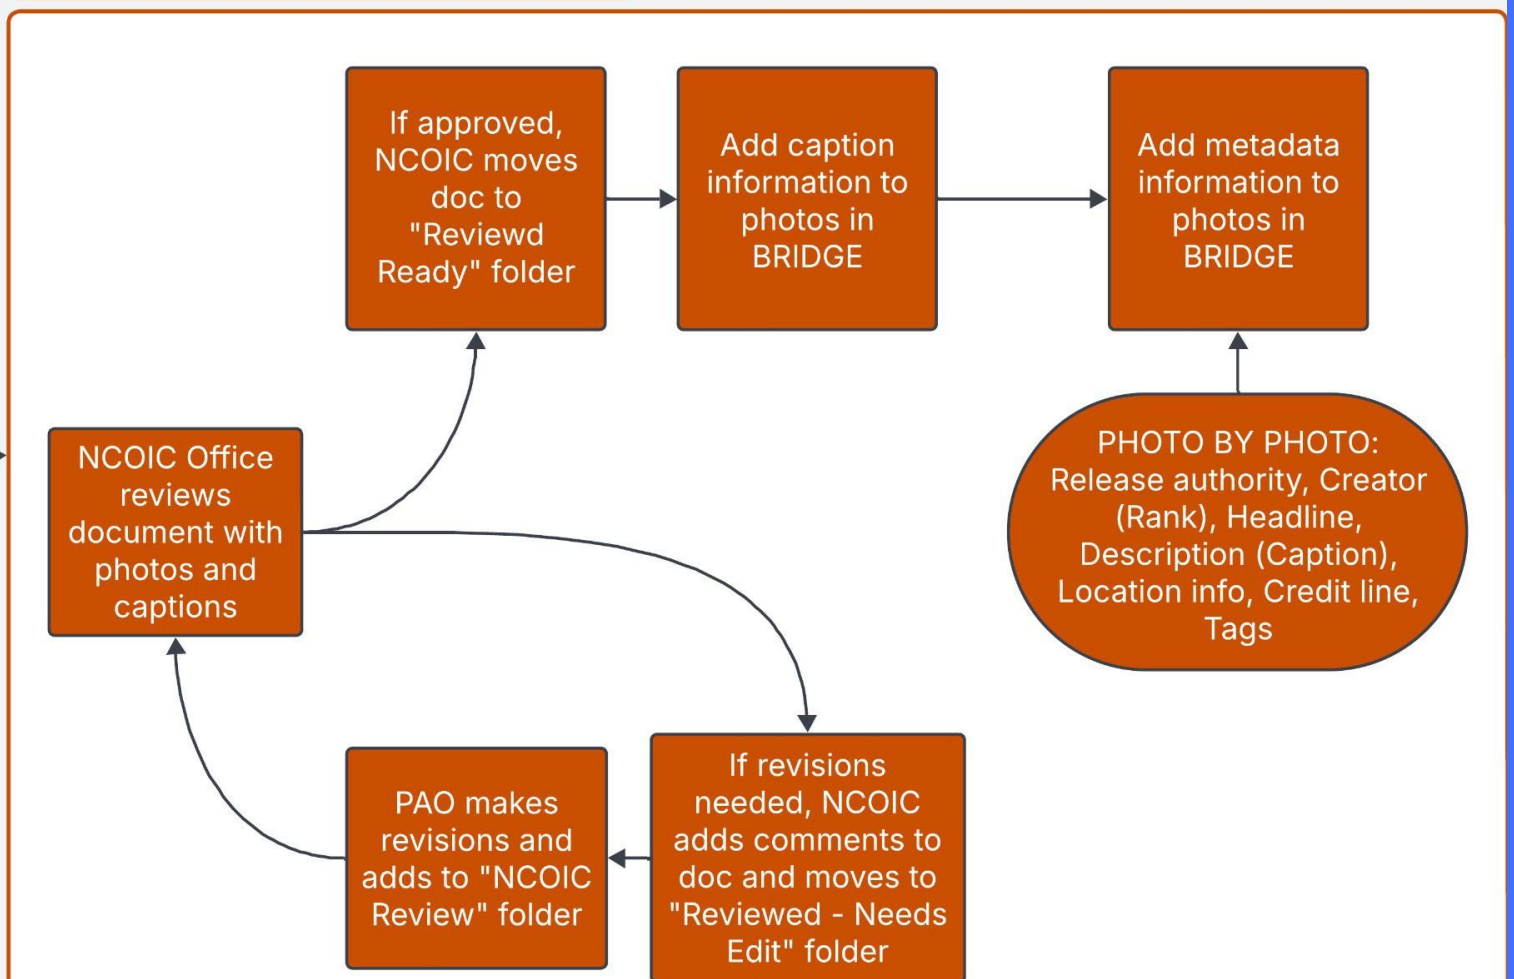 If approved,
NCOIC moves
doc to
"Reviewd
Ready" folder
Add caption
information to
photos in
BRIDGE
Add metadata
information to
photos in
BRIDGE
NCOIC Office
reviews
document with
photos and
captions
PHOTO BY PHOTO:
Release authority, Creator
(Rank), Headline,
Description (Caption),
Location info, Credit line,
Tags
PAO makes
revisions and
adds to "NCOIC
Review" folder
If revisions
needed, NCOIC
adds comments to
doc and moves to
"Reviewed - Needs
Edit" folder